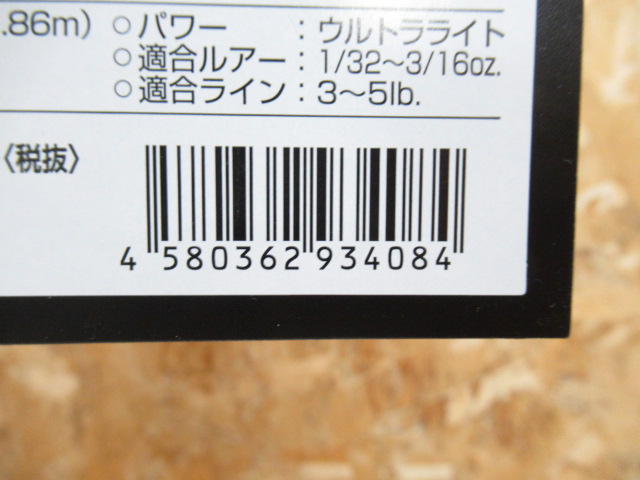 .86m) ○パワー : ウルトラライト
○適合ルアー : 1/32〜3/16oz.
○適合ライン : 3〜5lb.
〈税抜〉
4 580362 934084